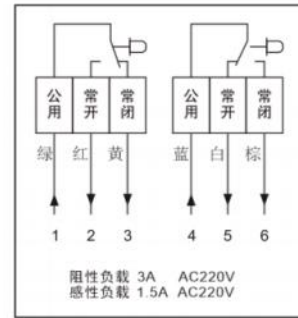 公用 常开 常闭 公用 常开 常闭
绿 红 黄 蓝 白 棕
1 2 3 4 5 6
阻性负载 3A AC220V
感性负载 1.5A AC220V